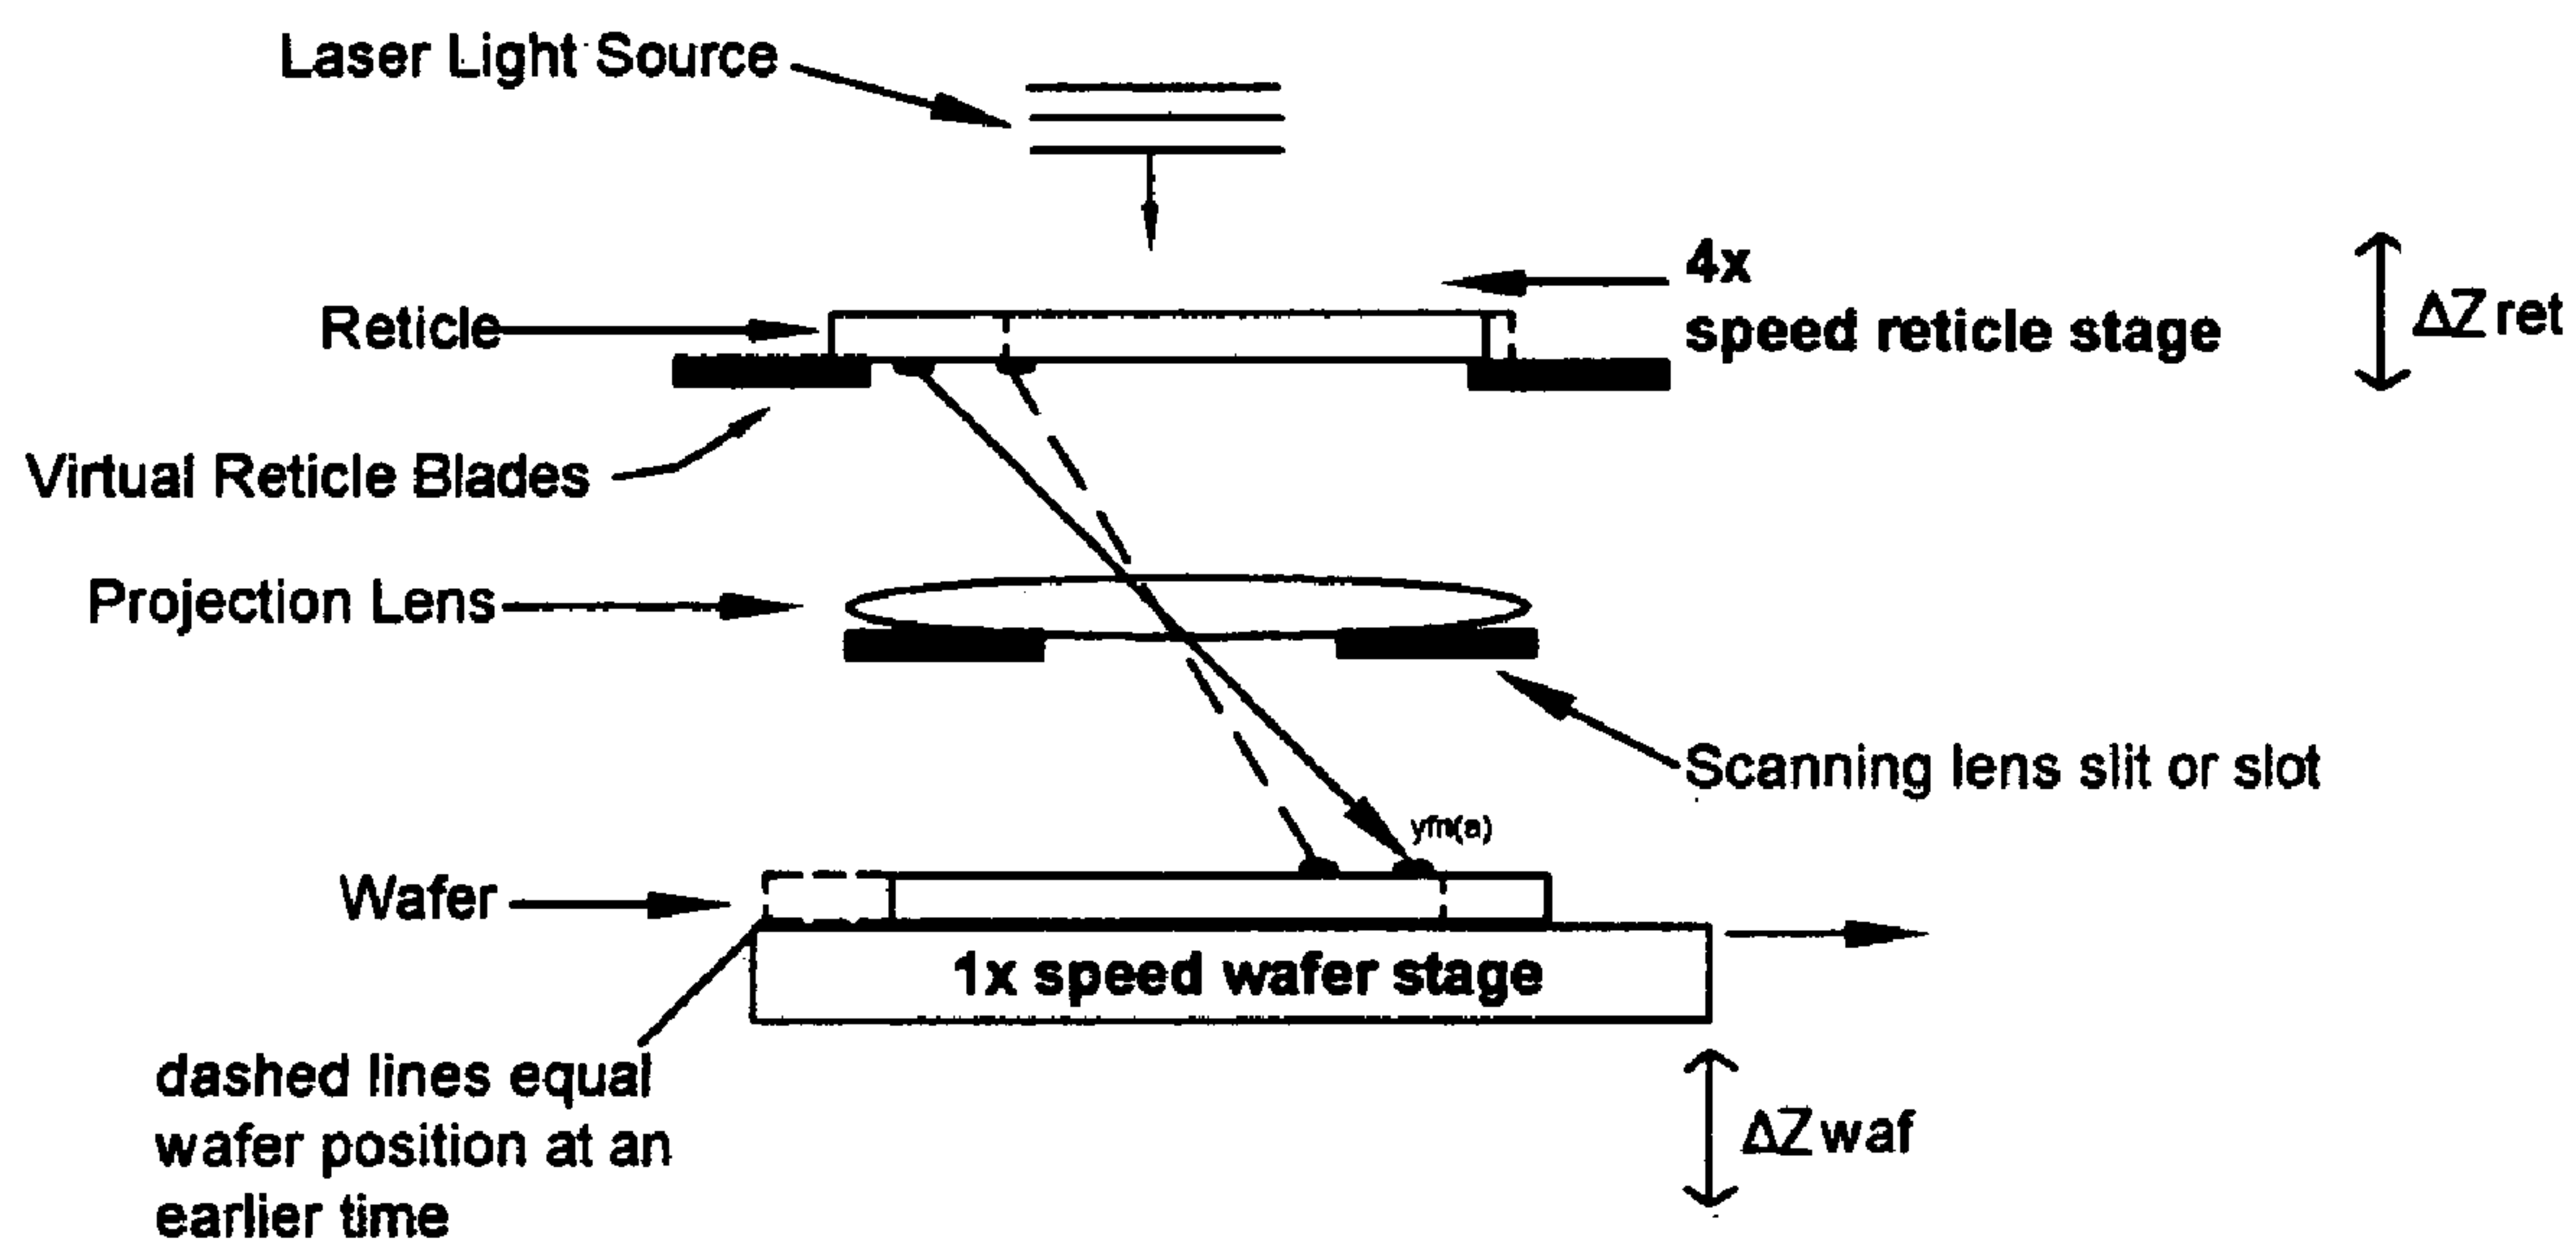 Laser Light Source
4x
speed reticle stage
ΔZ ret
Reticle
Virtual Reticle Blades
Projection Lens
Scanning lens slit or slot
yfn(a)
Wafer
1x speed wafer stage
dashed lines equal
wafer position at an
earlier time
ΔZ waf